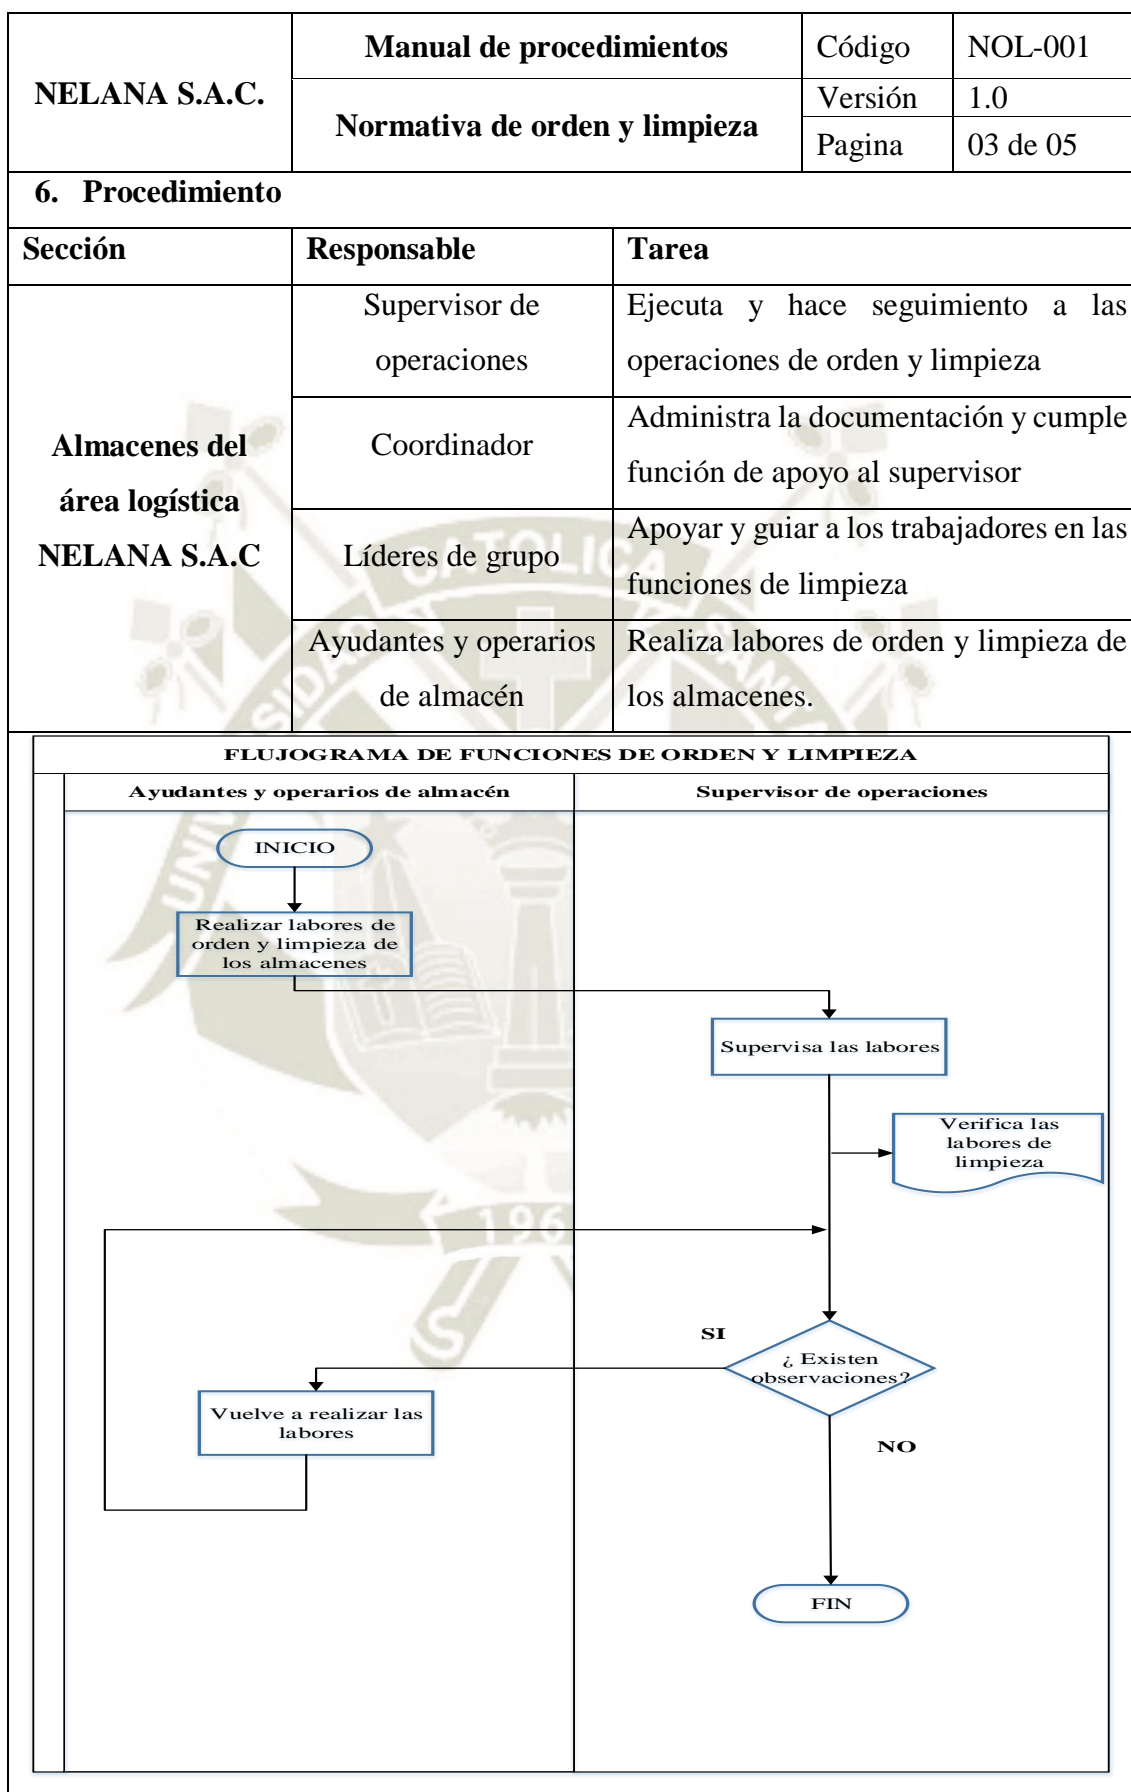 NELANA S.A.C.
Manual de procedimientos
Código
NOL-001
Normativa de orden y limpieza
Versión
1.0
Pagina
03 de 05
6. Procedimiento
Sección
Responsable
Tarea
Almacenes del
área logística
NELANA S.A.C
Supervisor de
operaciones
Ejecuta y hace seguimiento a las
operaciones de orden y limpieza
Coordinador
Administra la documentación y cumple
función de apoyo al supervisor
Líderes de grupo
Apoyar y guiar a los trabajadores en las
funciones de limpieza
Ayudantes y operarios
de almacén
Realiza labores de orden y limpieza de
los almacenes.
FLUJOGRAMA DE FUNCIONES DE ORDEN Y LIMPIEZA
Ayudantes y operarios de almacén
Supervisor de operaciones
INICIO
Realizar labores de
orden y limpieza de
los almacenes
Supervisa las labores
Verifica las
labores de
limpieza
SI
¿ Existen
observaciones?
Vuelve a realizar las
labores
NO
FIN